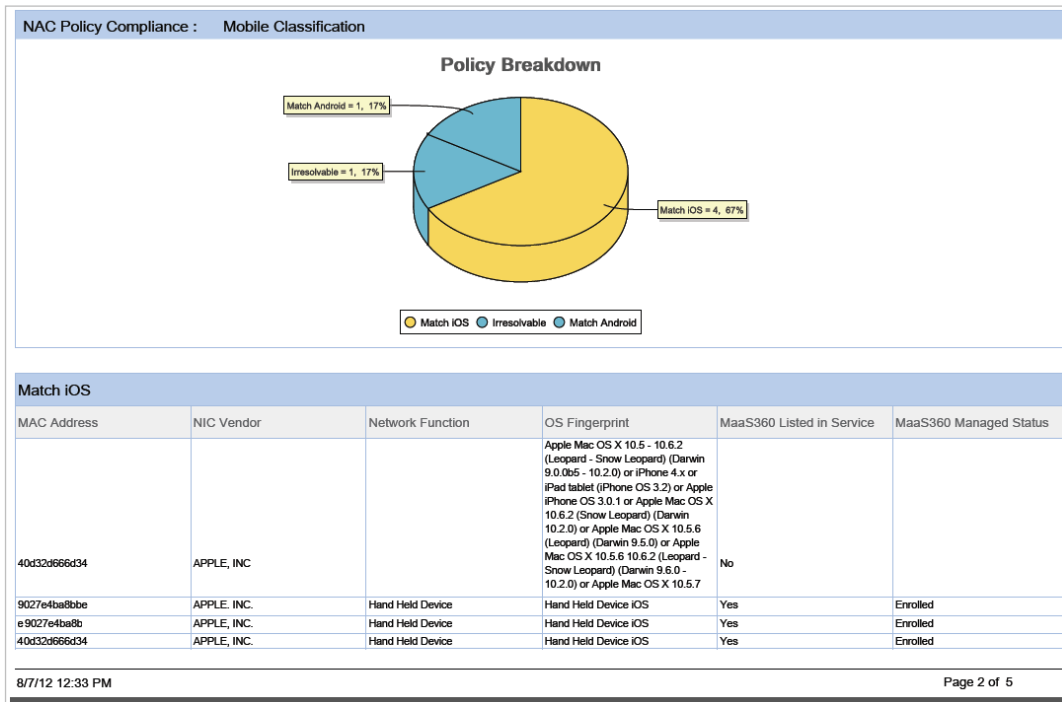 NAC Policy Compliance : Mobile Classification
Policy Breakdown
Match Android = 1, 17%
Irresolvable = 1, 17%
Match iOS = 4, 67%
Match iOS Irresolvable Match Android
Match iOS
MAC Address NIC Vendor Network Function OS Fingerprint MaaS360 Listed in Service MaaS360 Managed Status
Apple Mac OS X 10.5 - 10.6.2
(Leopard - Snow Leopard) (Darwin
9.0.0b5 - 10.2.0) or iPhone 4.x or
iPad tablet (iPhone OS 3.2) or Apple
iPhone OS 3.0.1 or Apple Mac OS X
10.6.2 (Snow Leopard) (Darwin
10.2.0) or Apple Mac OS X 10.5.6
(Leopard) (Darwin 9.5.0) or Apple
Mac OS X 10.5.6 10.6.2 (Leopard -
Snow Leopard) (Darwin 9.6.0 -
10.2.0) or Apple Mac OS X 10.5.7
40d32d666d34 APPLE, INC No
9027e4ba8bbe APPLE. INC. Hand Held Device Hand Held Device iOS Yes Enrolled
e 9027e4ba8b APPLE, INC. Hand Held Device Hand Held Device iOS Yes Enrolled
40d32d666d34 APPLE, INC. Hand Held Device Hand Held Device iOS Yes Enrolled
8/7/12 12:33 PM Page 2 of 5